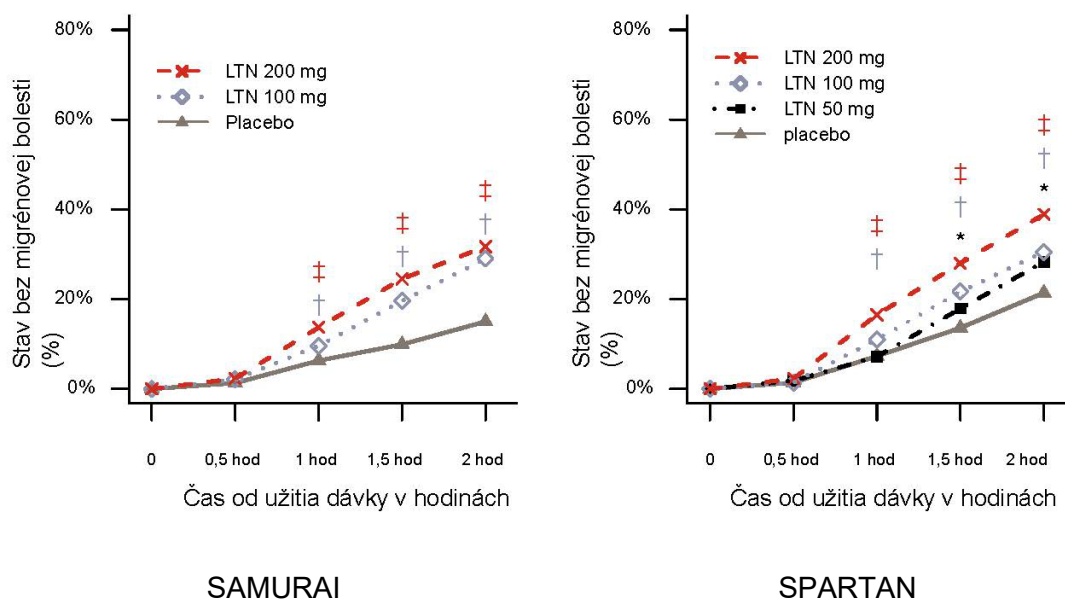 80%
60%
40%
20%
0%
Stav bez migrénovej bolesti
(%)
LTN 200 mg
LTN 100 mg
Placebo
‡
†
‡
†
‡
†
0
0,5 hod
1 hod
1,5 hod
2 hod
Čas od užitia dávky v hodinách
SAMURAI
80%
60%
40%
20%
0%
Stav bez migrénovej bolesti
(%)
LTN 200 mg
LTN 100 mg
LTN 50 mg
placebo
‡
†
‡
†
*
‡
†
*
0
0,5 hod
1 hod
1,5 hod
2 hod
Čas od užitia dávky v hodinách
SPARTAN